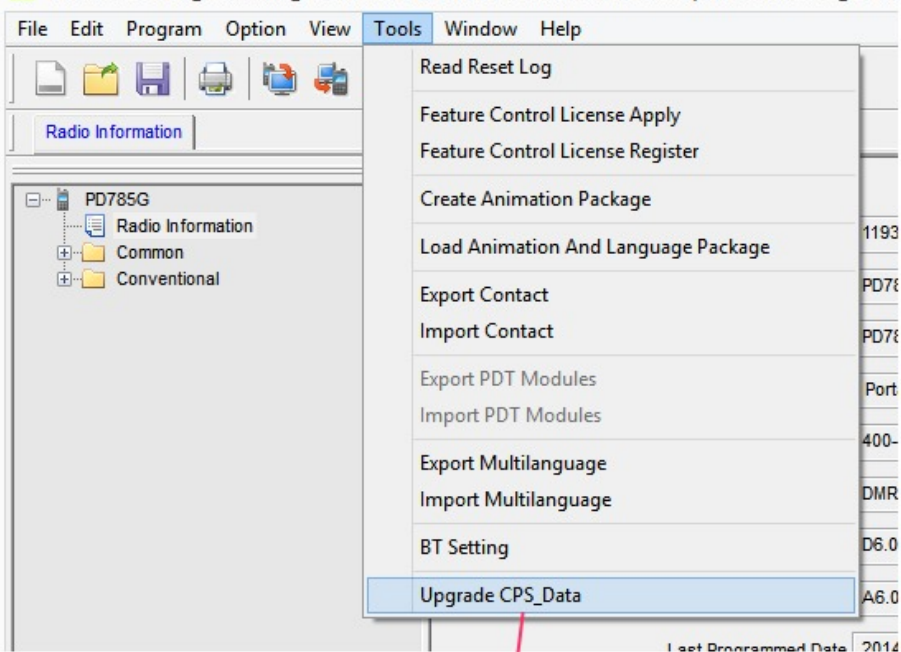 File Edit Program Option View Tools Window Help
Read Reset Log
Feature Control License Apply
Feature Control License Register
Create Animation Package
Load Animation And Language Package
Export Contact
Import Contact
Export PDT Modules
Import PDT Modules
Export Multilanguage
Import Multilanguage
BT Setting
Upgrade CPS_Data
Radio Information
PD785G
Radio Information
Common
Conventional
1193
PD78
PD78
Port
400-
DMR
D6.0
A6.0
Last Programmed Date 2014